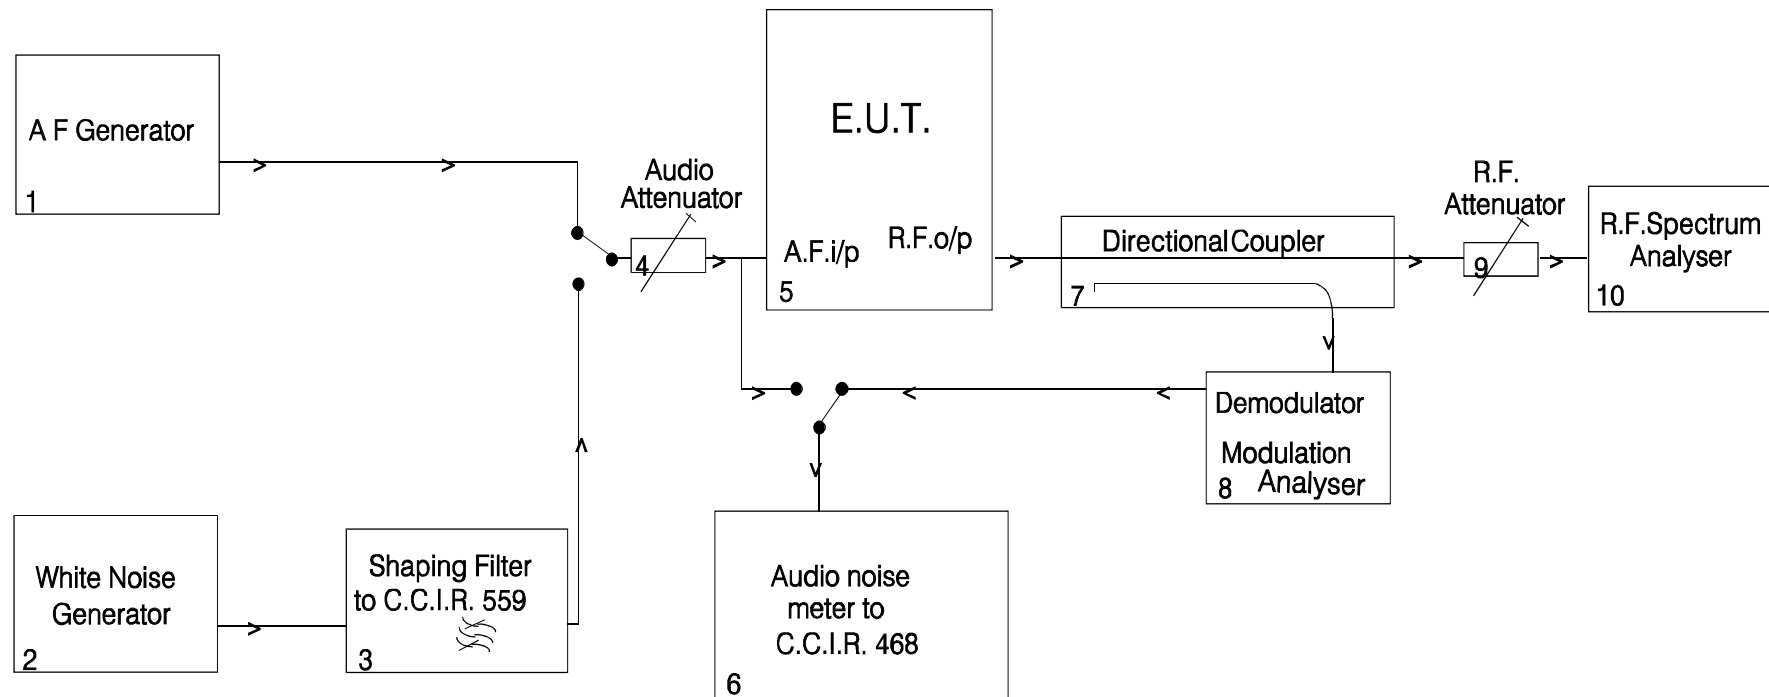 A F Generator
1
Audio
Attenuator
4
E.U.T.
A.F.i/p
R.F.o/p
5
Directional Coupler
7
R.F.
Attenuator
9
R.F.Spectrum
Analyser
10
Demodulator
Modulation
Analyser
8
White Noise
Generator
2
Shaping Filter
to C.C.I.R. 559
3
Audio noise
meter to
C.C.I.R. 468
6